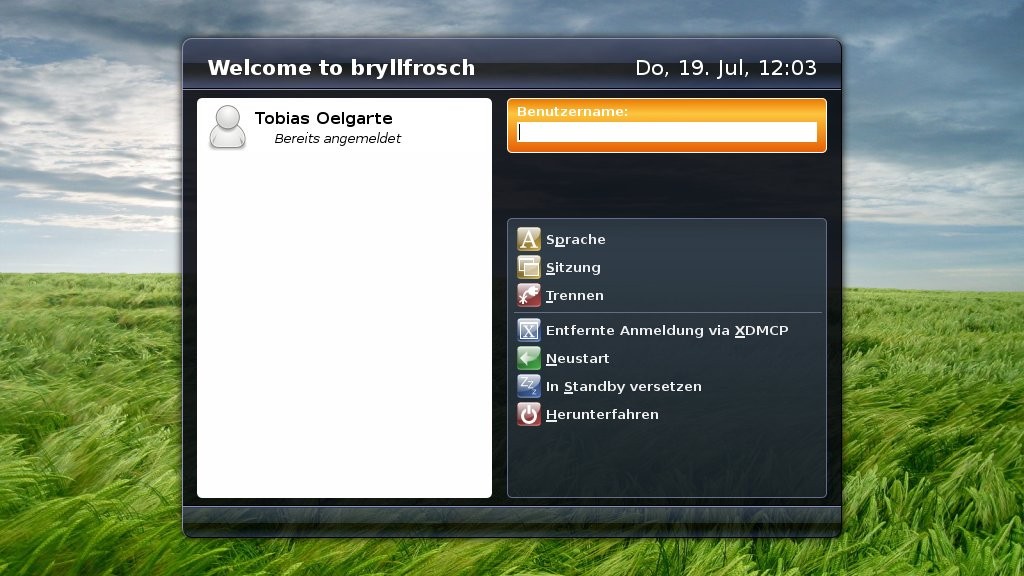 Welcome to bryllfrosch
Do, 19. Jul, 12:03
Tobias Oelgarte
Bereits angemeldet
Benutzername:
Sprache
Sitzung
Trennen
Entfernte Anmeldung via XDMCP
Neustart
In Standby versetzen
Herunterfahren